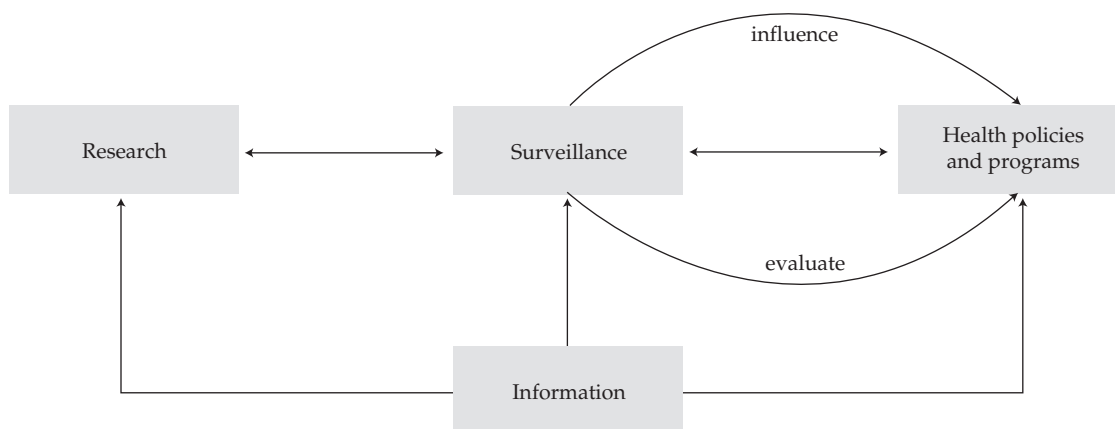 influence
Research
Surveillance
Health policies
and programs
evaluate
Information